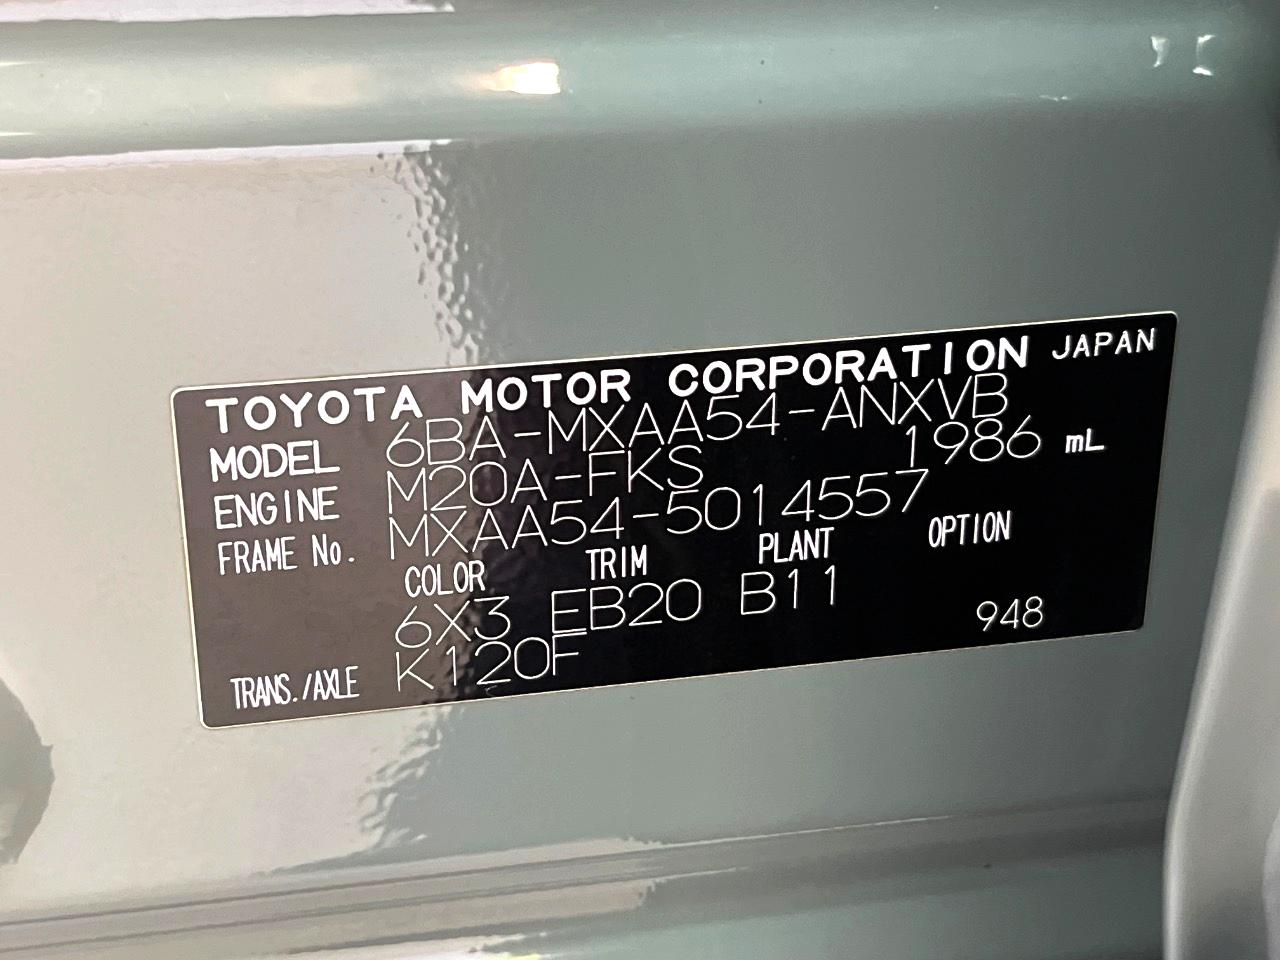 TOYOTA MOTOR CORPORATION JAPAN
MODEL 6BA-MXAA54-ANXVB
ENGINE M20A-FKS 1986 mL
FRAME No. MXAA54-5014557
COLOR TRIM PLANT OPTION
6X3 EB20 B11
TRANS./AXLE K120F 948